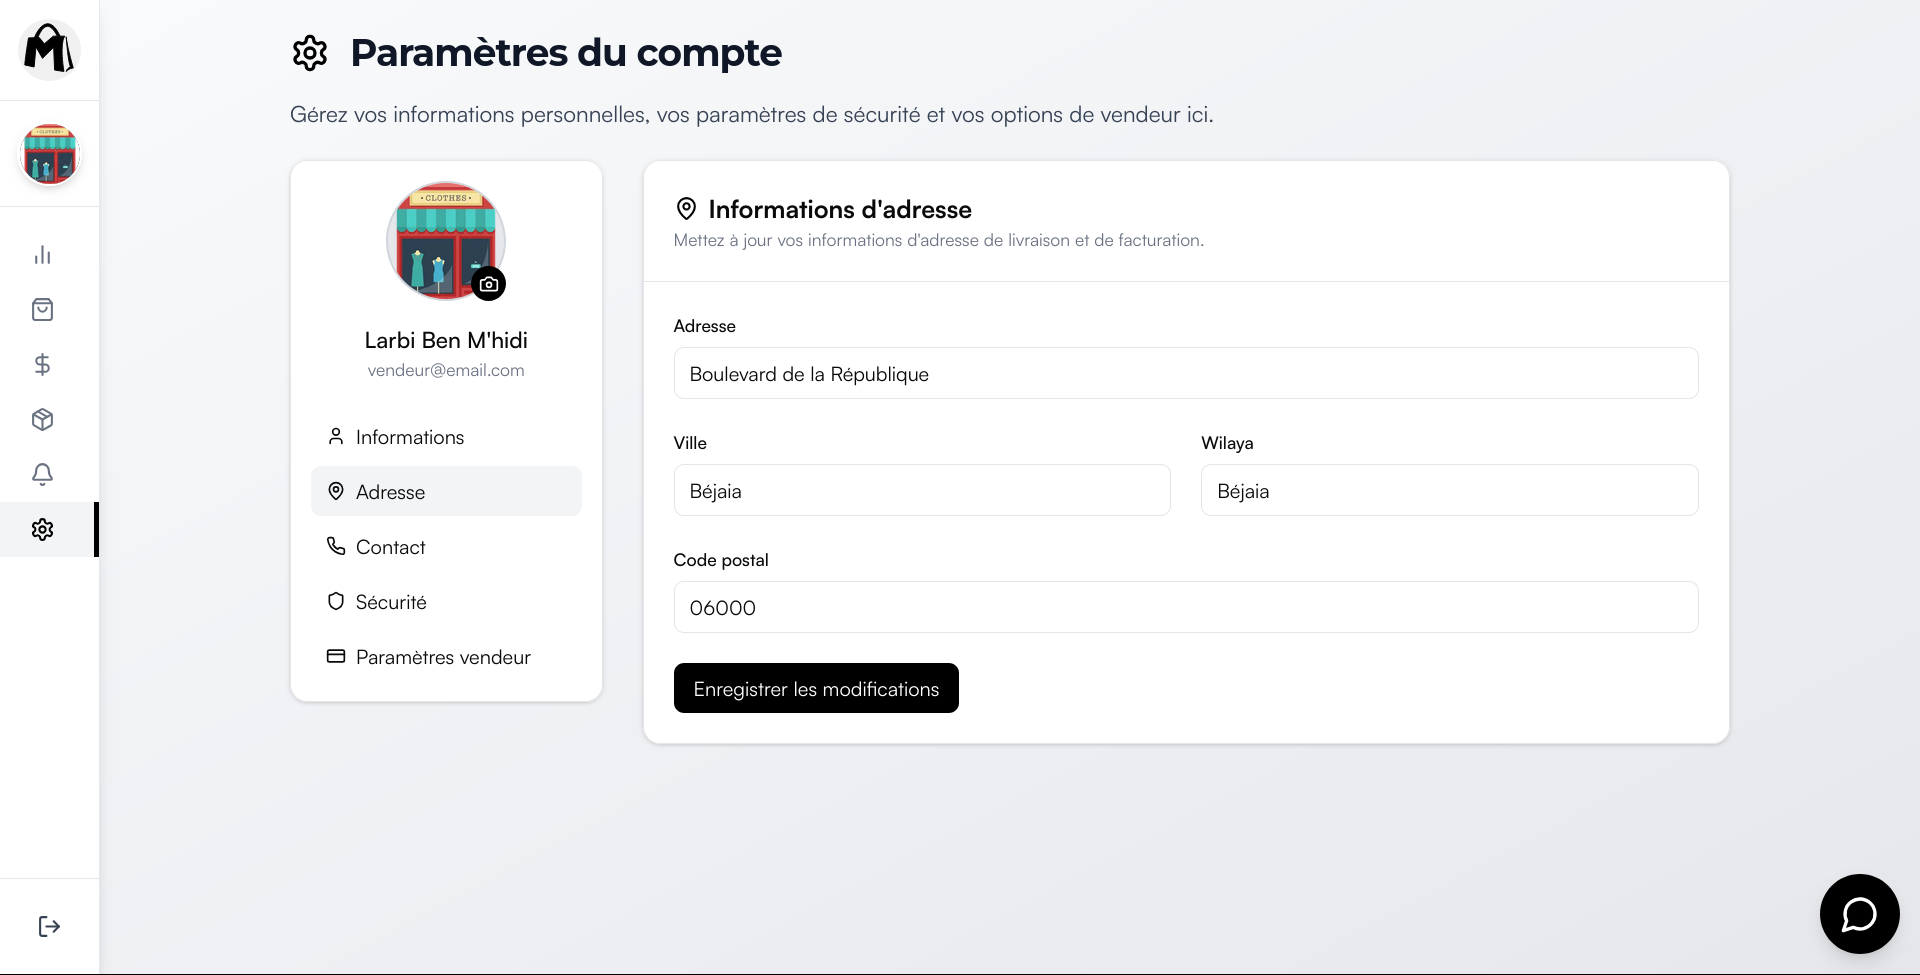 Paramètres du compte
Gérez vos informations personnelles, vos paramètres de sécurité et vos options de vendeur ici.
CLOTHES
CLOTHES
Larbi Ben M'hidi
vendeur@email.com
Informations
Adresse
Contact
Sécurité
Paramètres vendeur
Informations d'adresse
Mettez à jour vos informations d'adresse de livraison et de facturation.
Adresse
Boulevard de la République
Ville
Wilaya
Béjaia
Béjaia
Code postal
06000
Enregistrer les modifications